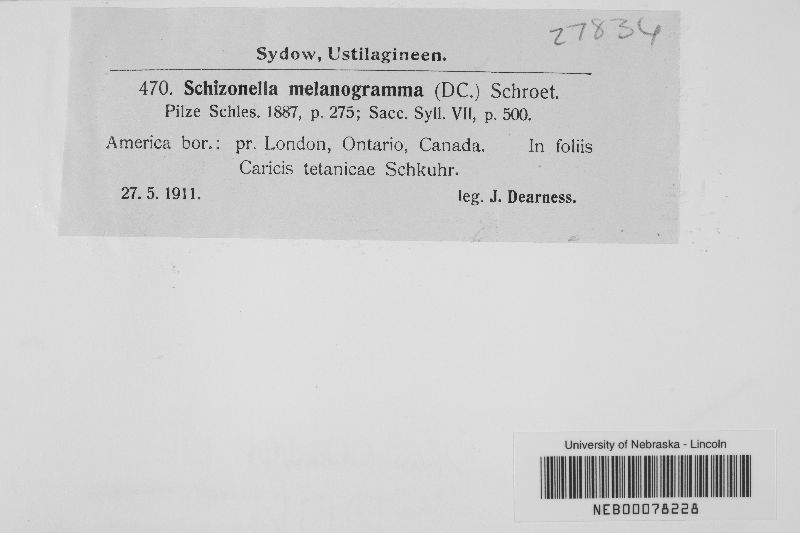 27834
Sydow, Ustilagineen.
470. Schizonella melanogramma (DC.) Schroet.
Pilze Schles. 1887, p. 275; Sacc. Syll. VII, p. 500.
America bor.: pr. London, Ontario, Canada. In foliis
Caricis tetanicae Schkuhr.
27. 5. 1911. leg. J. Dearness.
University of Nebraska - Lincoln
NEB00078228